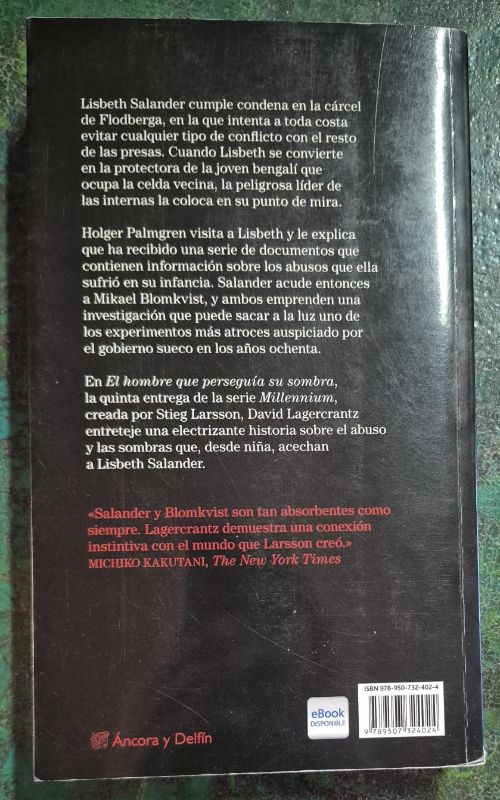 Lisbeth Salander cumple condena en la cárcel
de Flodberga, en la que intenta a toda costa
evitar cualquier tipo de conflicto con el resto
de las presas. Cuando Lisbeth se convierte
en la protectora de la joven bengalí que
ocupa la celda vecina, la peligrosa líder de
las internas la coloca en su punto de mira.
Holger Palmgren visita a Lisbeth y le explica
que ha recibido una serie de documentos que
contienen información sobre los abusos que ella
sufrió en su infancia. Salander acude entonces
a Mikael Blomkvist, y ambos emprenden una
investigación que puede sacar a la luz uno de
los experimentos más atroces auspiciado por
el gobierno sueco en los años ochenta.
En El hombre que perseguía su sombra,
la quinta entrega de la serie Millennium,
creada por Stieg Larsson, David Lagercrantz
entreteje una electrizante historia sobre el abuso
y las sombras que, desde niña, acechan
a Lisbeth Salander.
«Salander y Blomkvist son tan absorbentes como
siempre. Lagercrantz demuestra una conexión
instintiva con el mundo que Larsson creó.»
MICHIKO KAKUTANI, The New York Times
ISBN 978-950-732-402-4
9 789507 324024
eBook
DISPONIBLE
Áncora y Delfín